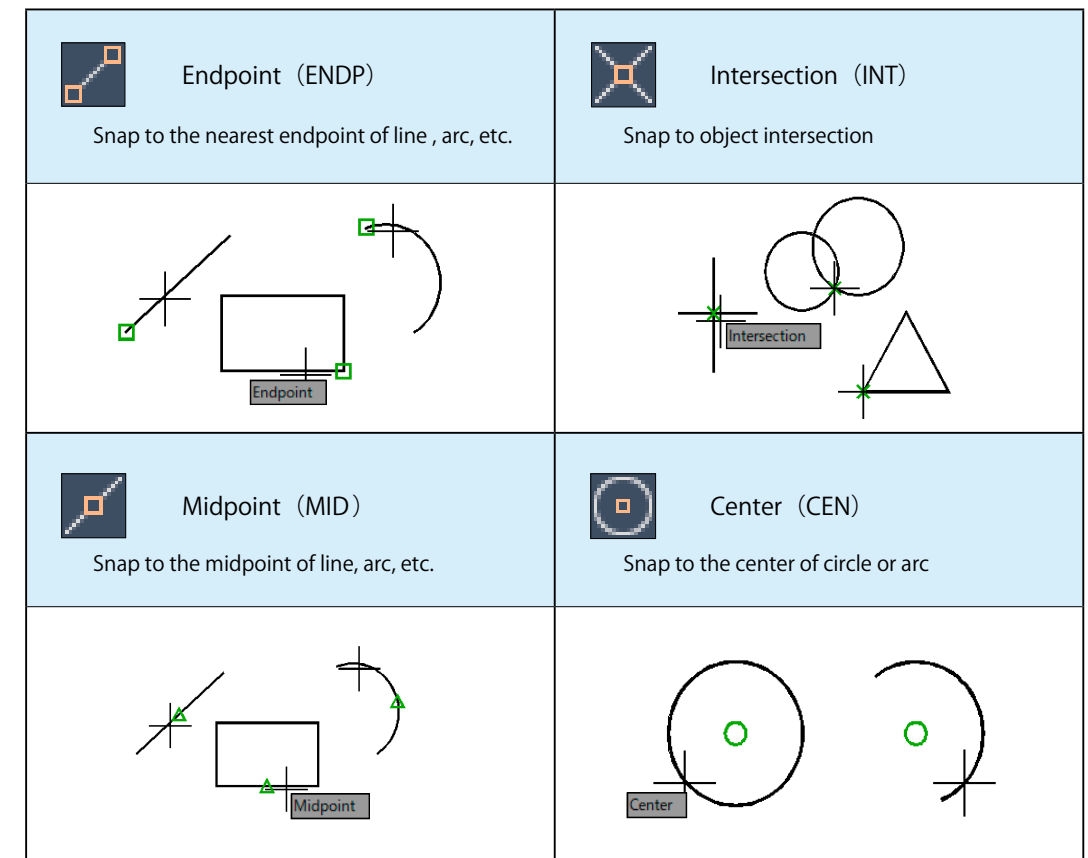 Endpoint（ENDP）
Snap to the nearest endpoint of line , arc, etc.
Intersection（INT）
Snap to object intersection
Endpoint
Intersection
Midpoint（MID）
Snap to the midpoint of line, arc, etc.
Center（CEN）
Snap to the center of circle or arc
Midpoint
Center